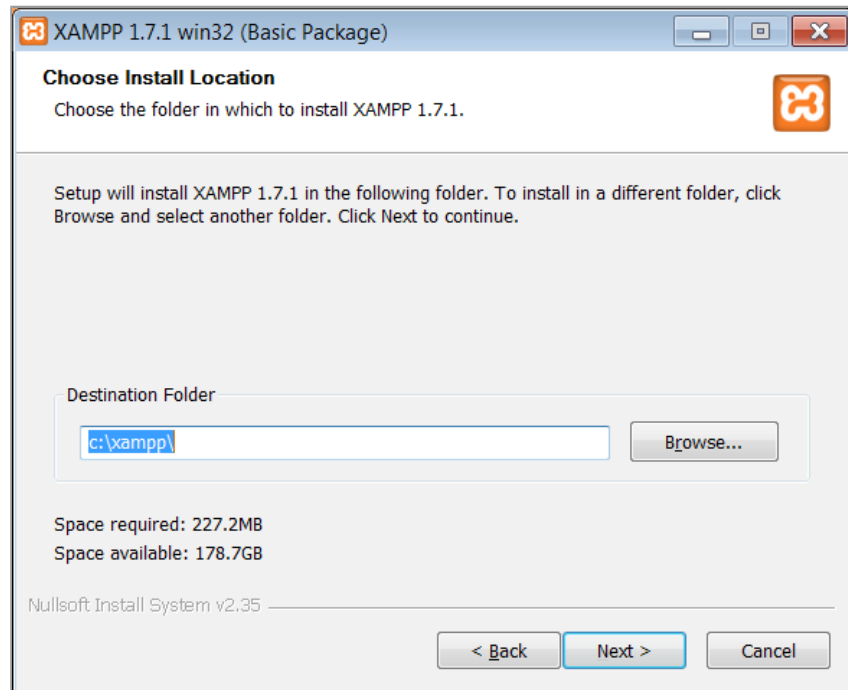 XAMPP 1.7.1 win32 (Basic Package)
Choose Install Location
Choose the folder in which to install XAMPP 1.7.1.
Setup will install XAMPP 1.7.1 in the following folder. To install in a different folder, click
Browse and select another folder. Click Next to continue.
Destination Folder
c:\xampp\
Browse...
Space required: 227.2MB
Space available: 178.7GB
Nullsoft Install System v2.35
< Back
Next >
Cancel